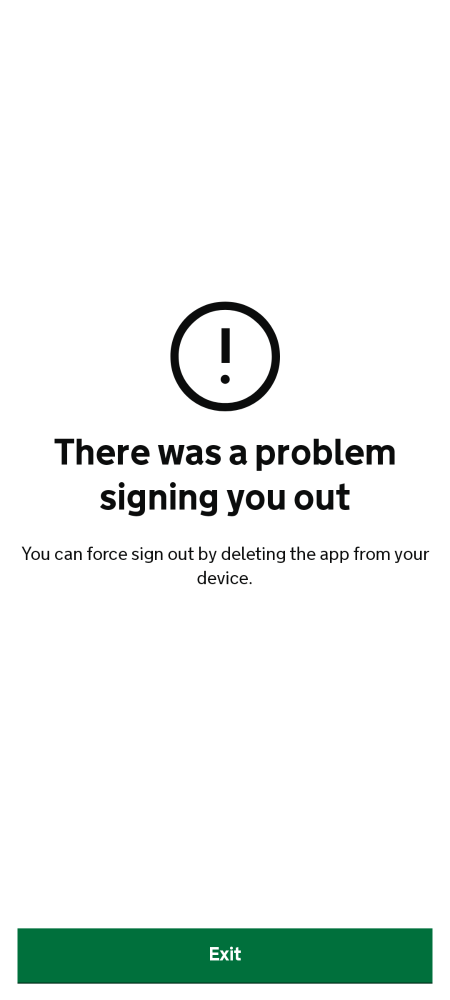 There was a problem
signing you out
You can force sign out by deleting the app from your
device.
Exit